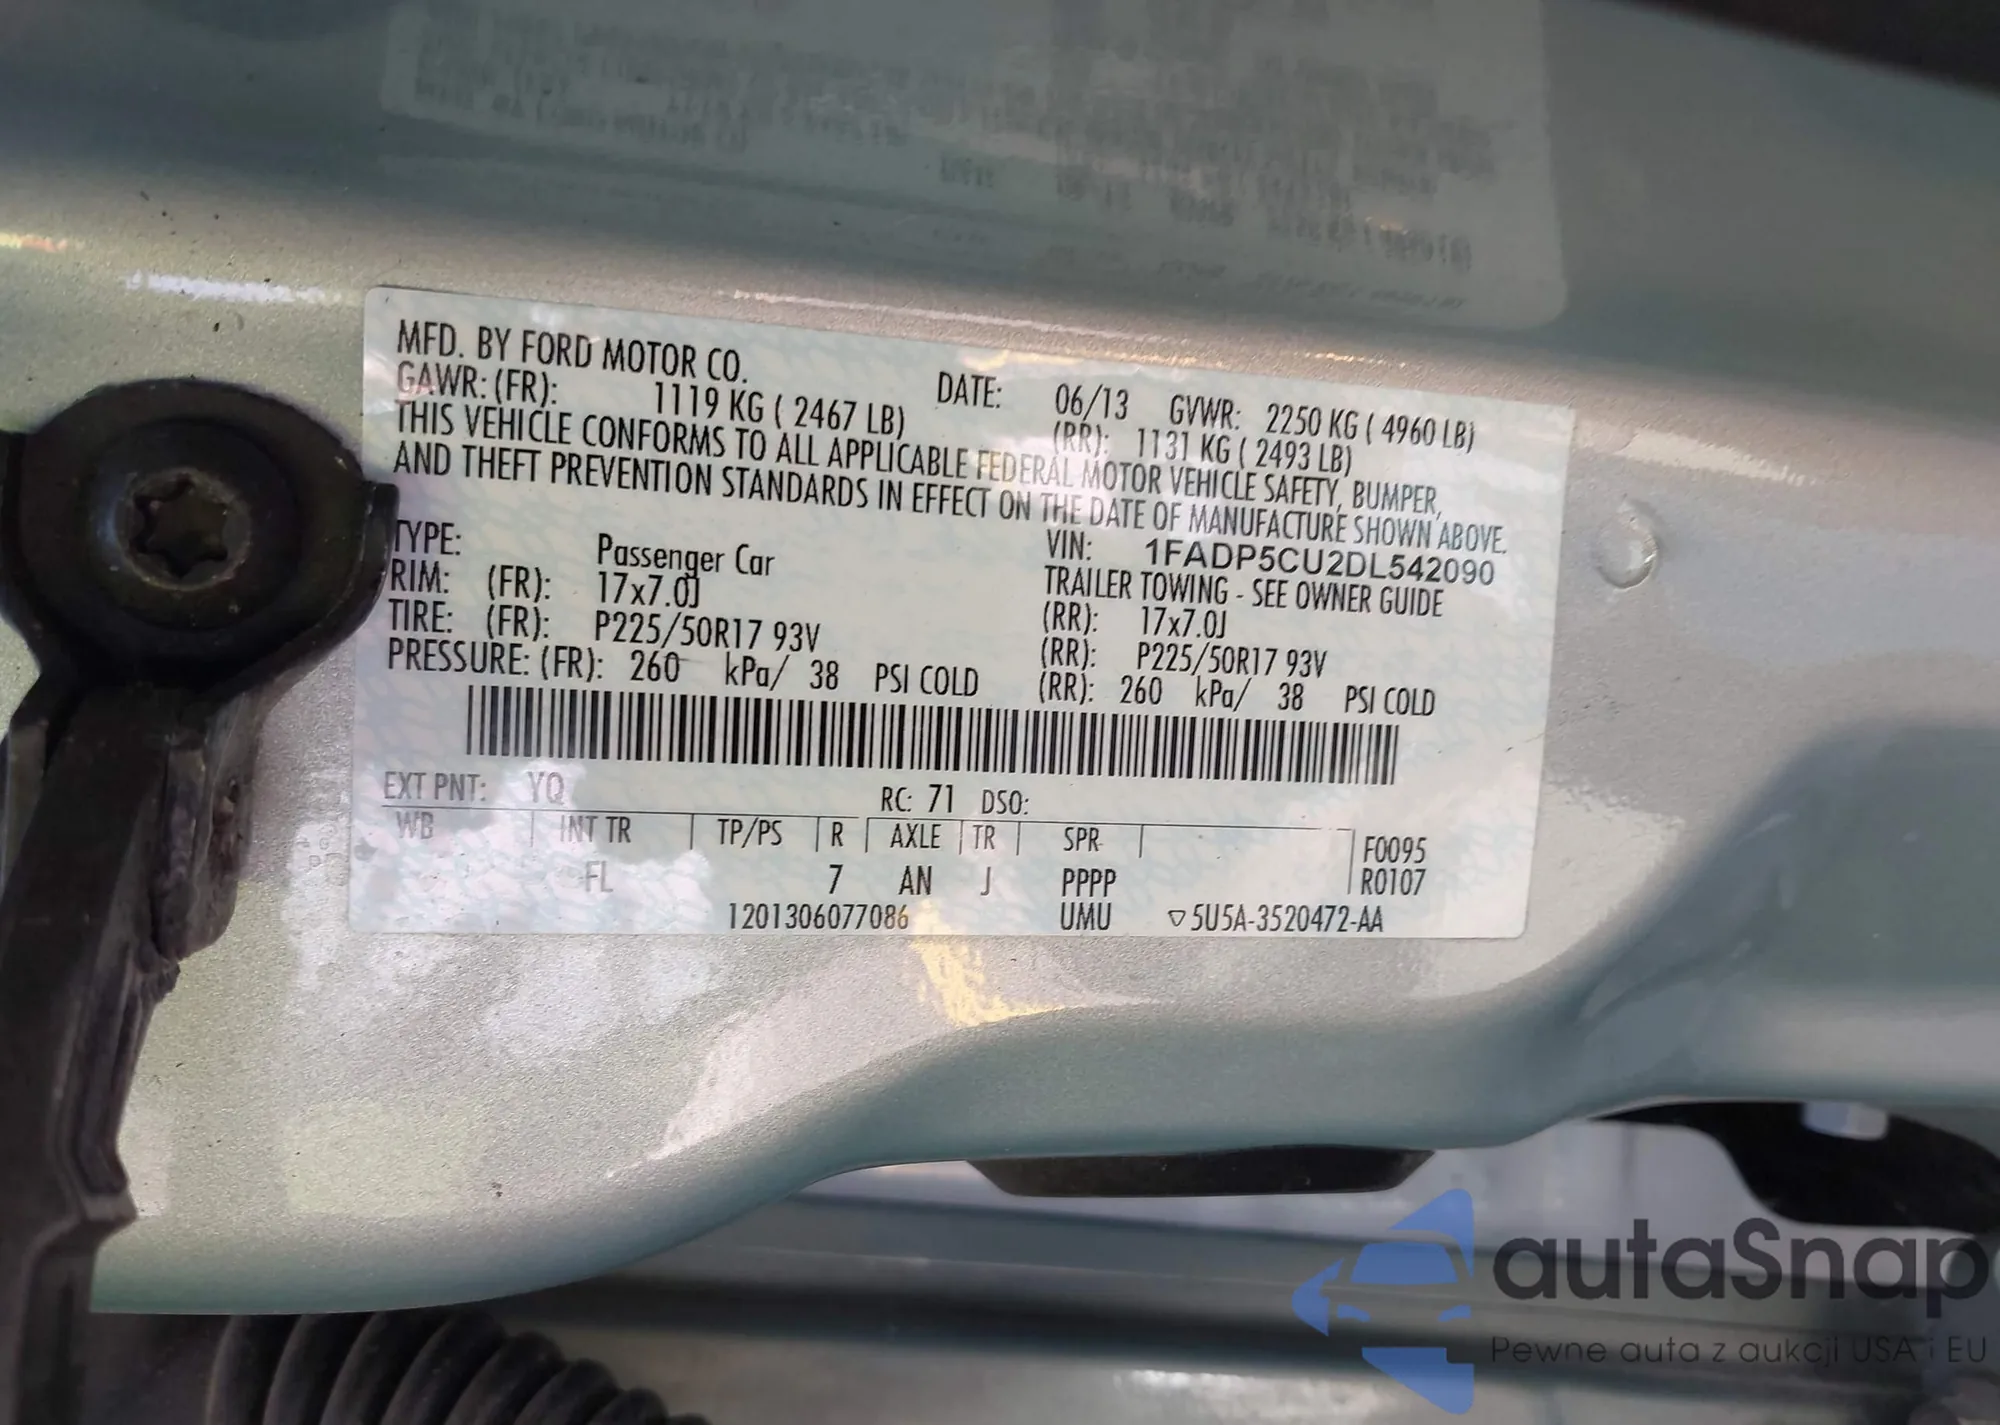 MFD. BY FORD MOTOR CO. DATE: 06/13 GVWR: 2250 KG ( 4960 LB)
GAWR: (FR): 1119 KG ( 2467 LB) (RR): 1131 KG ( 2493 LB)
THIS VEHICLE CONFORMS TO ALL APPLICABLE FEDERAL MOTOR VEHICLE SAFETY, BUMPER,
AND THEFT PREVENTION STANDARDS IN EFFECT ON THE DATE OF MANUFACTURE SHOWN ABOVE.
TYPE: Passenger Car VIN: 1FADP5CU2DL542090
TRAILER TOWING - SEE OWNER GUIDE
RIM: (FR): 17x7.0J (RR): 17x7.0J
TIRE: (FR): P225/50R17 93V (RR): P225/50R17 93V
PRESSURE: (FR): 260 kPa/ 38 PSI COLD (RR): 260 kPa/ 38 PSI COLD
EXT PNT: YQ RC: 71 DSO:
WB INT TR TP/PS R AXLE TR SPR F0095
FL 7 AN J PPPP R0107
1201306077086 UMU ▽5U5A-3520472-AA
autaSnap
Pewne auta z aukcji USA i EU